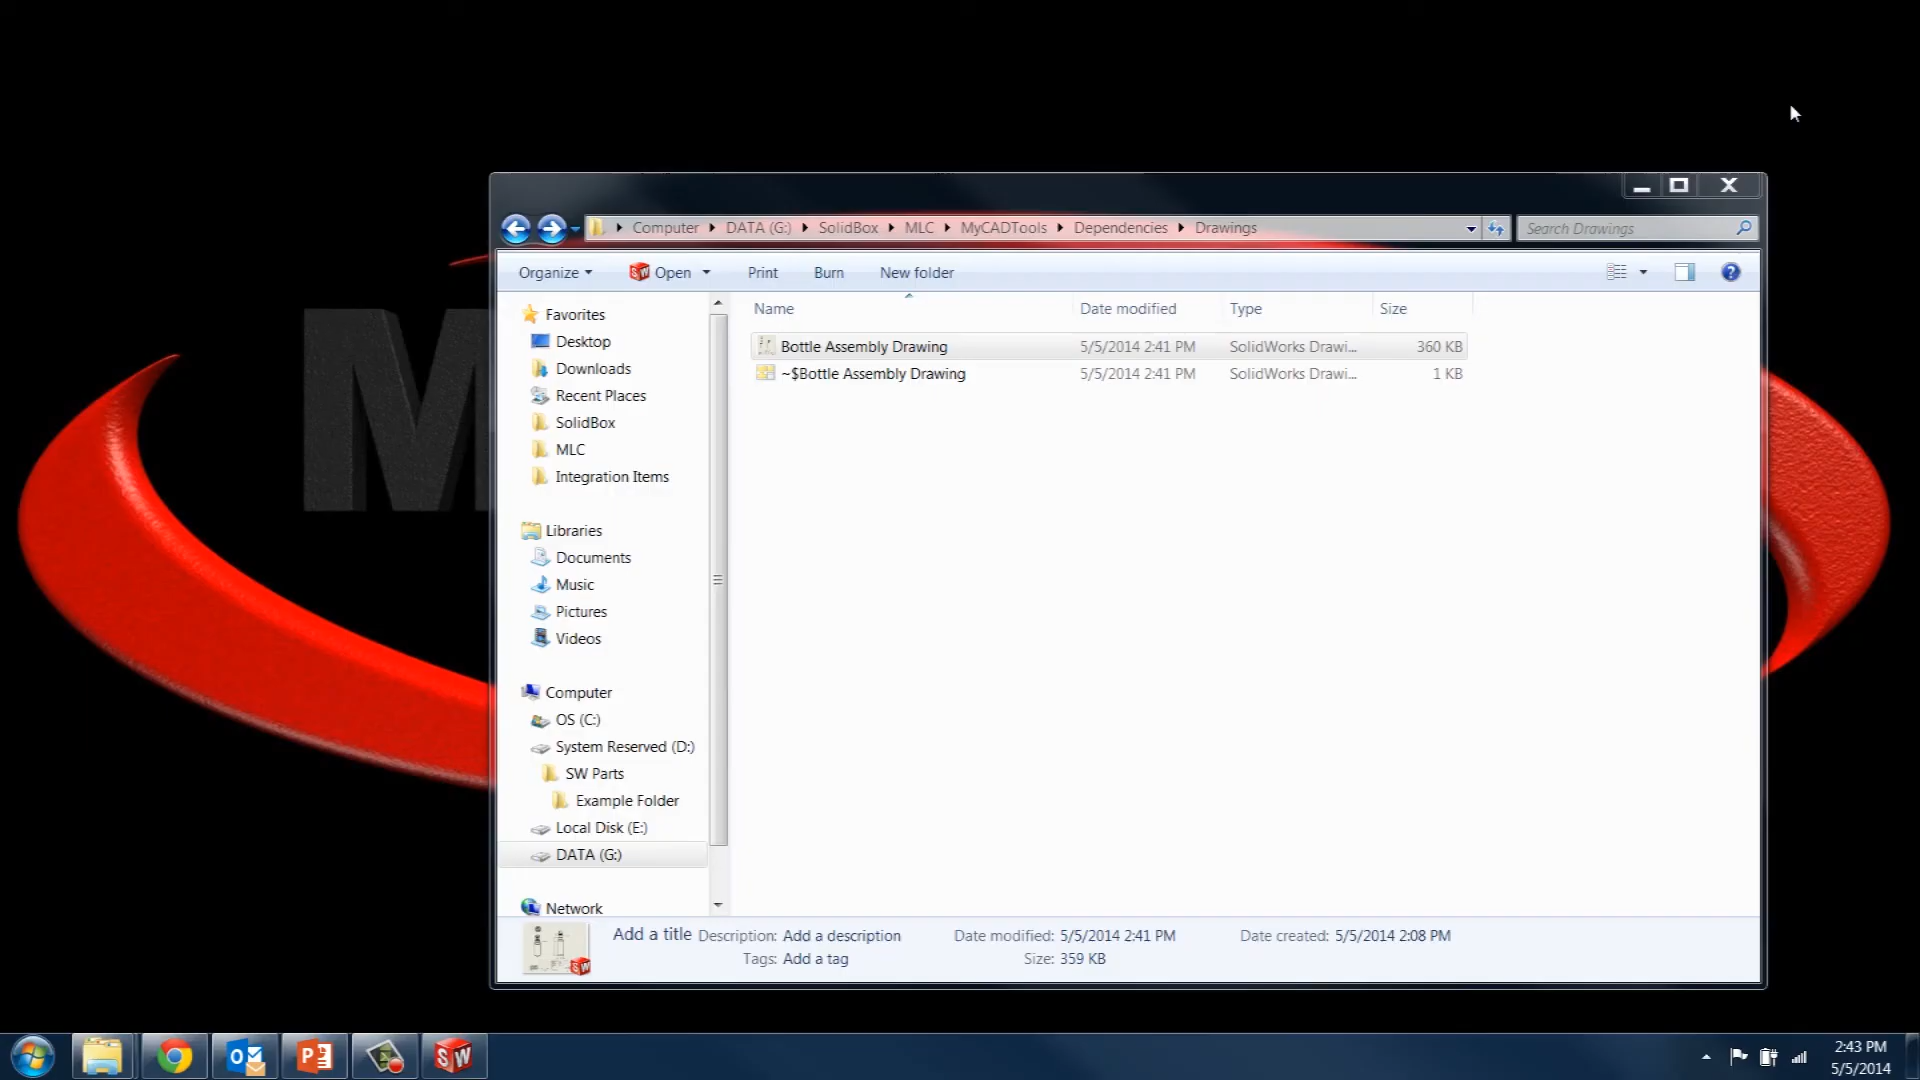 M
Computer DATA (G:) SolidBox MLC MyCADTools Dependencies Drawings
Search Drawings
Organize Open Print Burn New folder
Favorites
Desktop
Downloads
Recent Places
SolidBox
MLC
Integration Items
Libraries
Documents
Music
Pictures
Videos
Computer
OS (C:)
System Reserved (D:)
SW Parts
Example Folder
Local Disk (E:)
DATA (G:)
Network
Name Date modified Type Size
Bottle Assembly Drawing 5/5/2014 2:41 PM SolidWorks Drawi... 360 KB
~$Bottle Assembly Drawing 5/5/2014 2:41 PM SolidWorks Drawi... 1 KB
Add a title Description: Add a description Date modified: 5/5/2014 2:41 PM Date created: 5/5/2014 2:08 PM
Tags: Add a tag Size: 359 KB
2:43 PM
5/5/2014